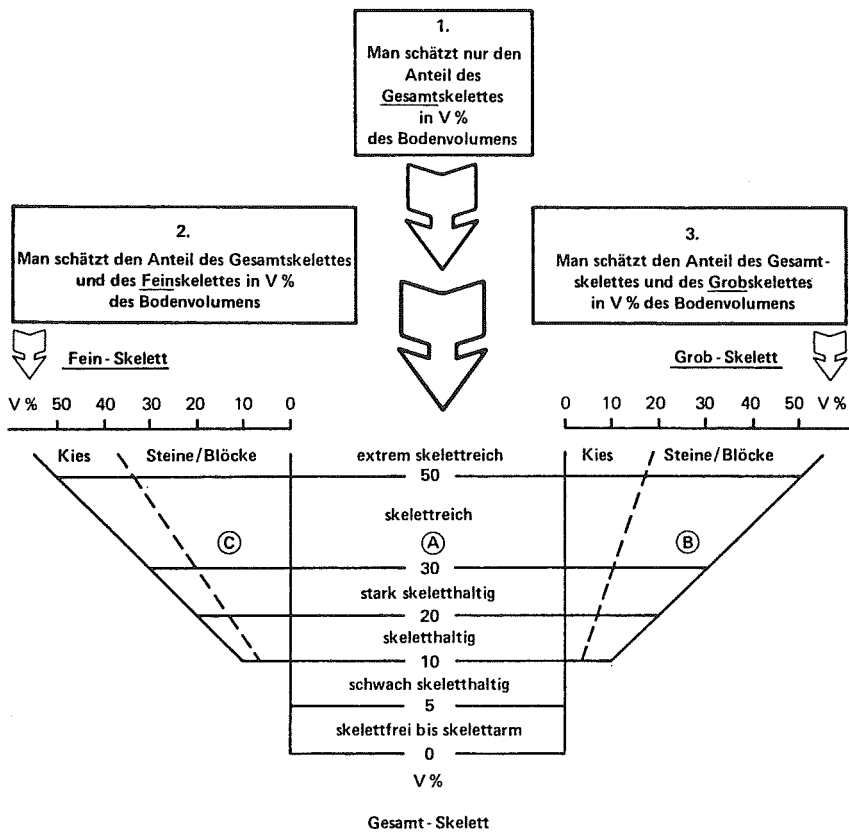 1.
Man schätzt nur den
Anteil des
Gesamtskelettes
in V %
des Bodenvolumens
2.
Man schätzt den Anteil des Gesamtskelettes
und des Feinskelettes in V %
des Bodenvolumens
3.
Man schätzt den Anteil des Gesamt-
skelettes und des Grobskelettes
in V % des Bodenvolumens
Fein - Skelett
Grob - Skelett
V % 50 40 30 20 10 0
0 10 20 30 40 50 V %
Kies Steine/Blöcke extrem skelettreich Kies Steine/Blöcke
50
skelettreich
C A B
30
stark skeletthaltig
20
skeletthaltig
10
schwach skeletthaltig
5
skelettfrei bis skelettarm
0
V %
Gesamt - Skelett